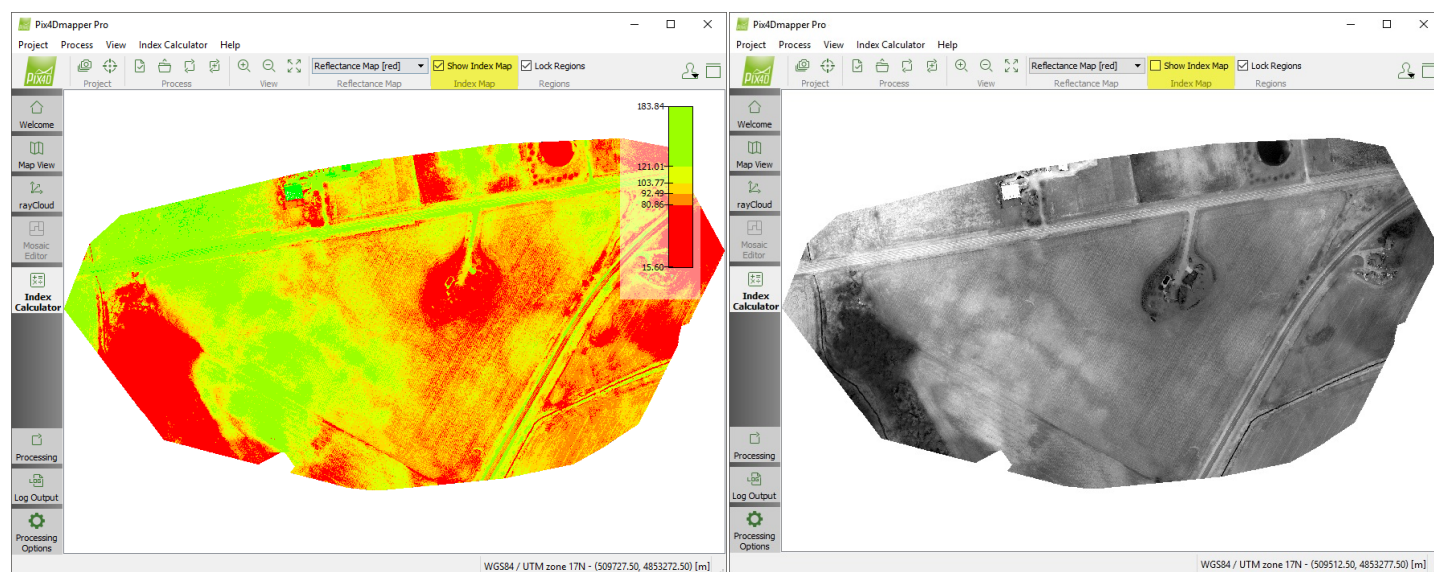 Pix4Dmapper Pro
Project Process View Index Calculator Help
PIX4D
Reflectance Map [red] Show Index Map Lock Regions
Project Process View Reflectance Map Index Map Regions
Welcome
Map View
rayCloud
Mosaic
Editor
Index
Calculator
Processing
Log Output
Processing
Options
183.84
121.01
103.77
92.49
80.86
15.60
WGS84 / UTM zone 17N - (509727.50, 4853272.50) [m]
Pix4Dmapper Pro
Project Process View Index Calculator Help
PIX4D
Reflectance Map [red] Show Index Map Lock Regions
Project Process View Reflectance Map Index Map Regions
Welcome
Map View
rayCloud
Mosaic
Editor
Index
Calculator
Processing
Log Output
Processing
Options
WGS84 / UTM zone 17N - (509512.50, 4853277.50) [m]